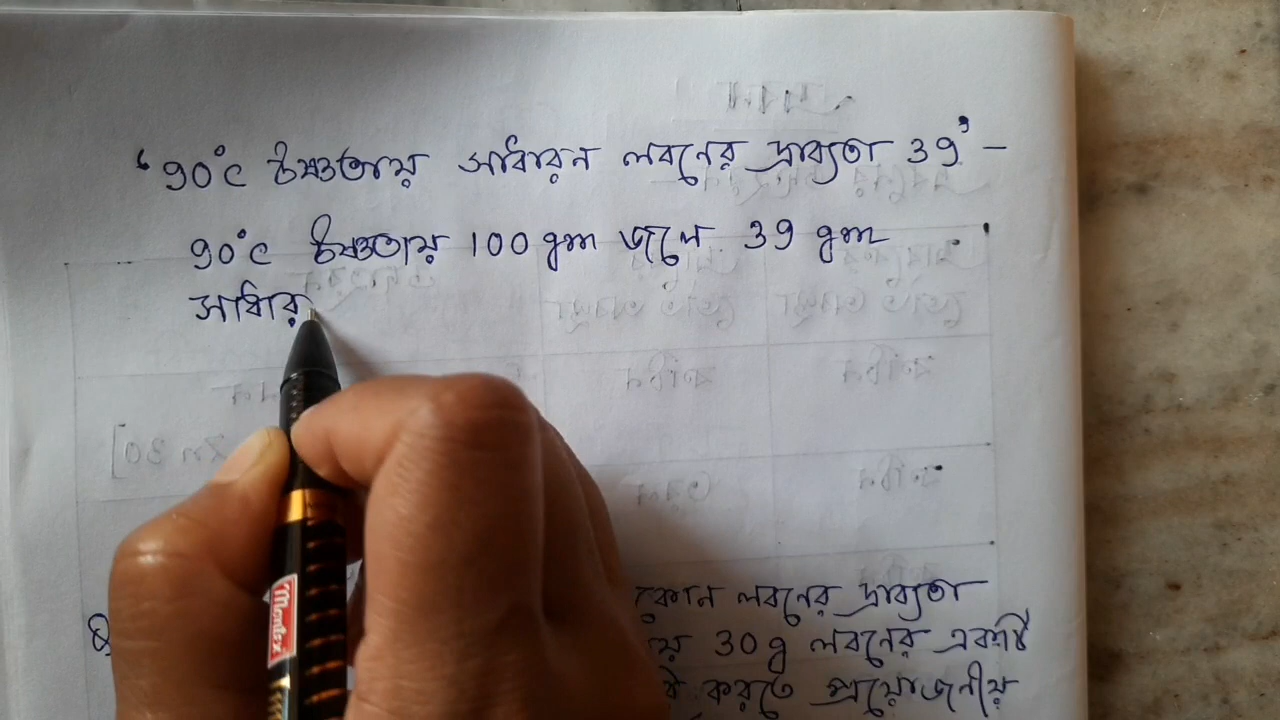 ‘90°c উষ্ণতায় সাধারন লবনের দ্রাব্যতা 39’ –
90°c উষ্ণতায় 100 gm জলে 39 gm
সাধার
কোন লবনের দ্রাব্যতা
30 g লবনের একটি
করতে প্রয়োজনীয়
Montex